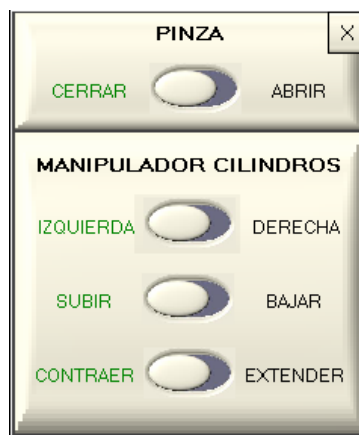 PINZA X
CERRAR ABRIR
MANIPULADOR CILINDROS
IZQUIERDA DERECHA
SUBIR BAJAR
CONTRAER EXTENDER